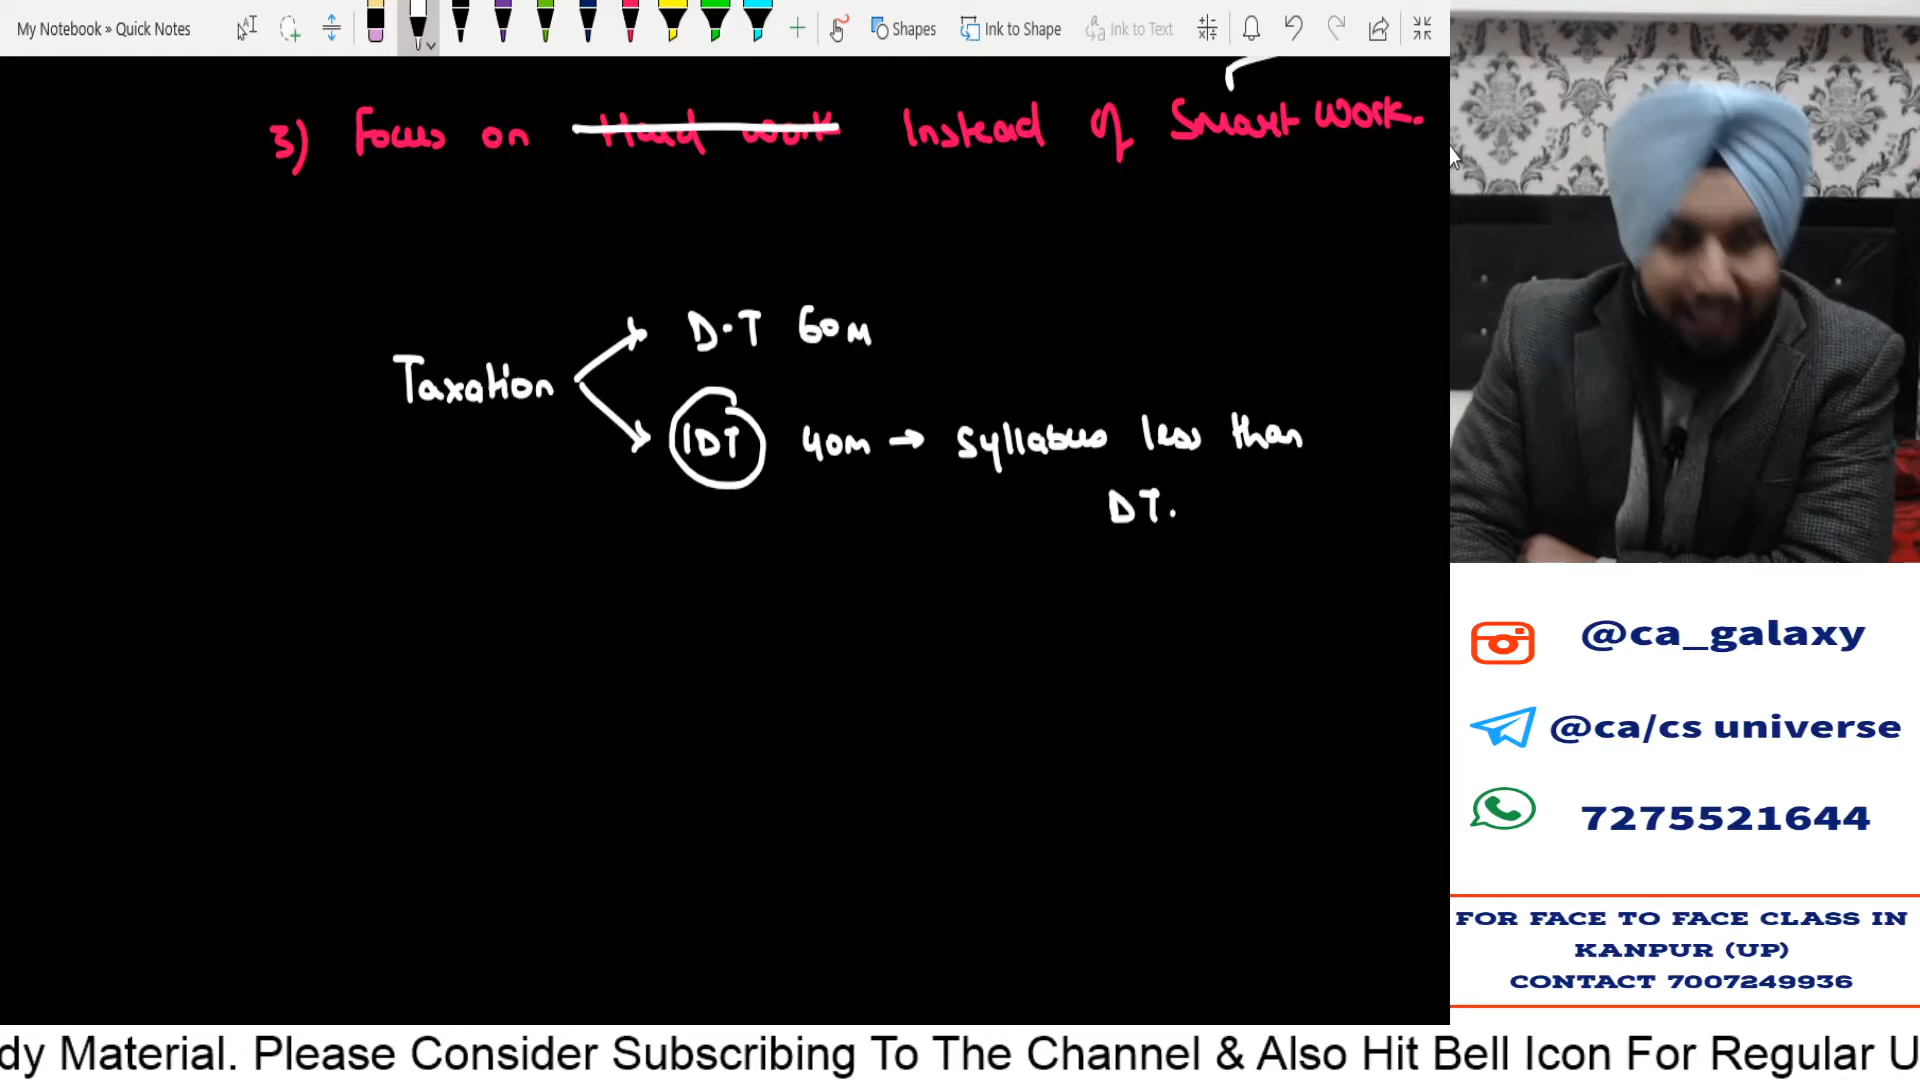 My Notebook » Quick Notes
Shapes
Ink to Shape
Ink to Text
3) Focus on Hard work Instead of Smart work.
D.T 60M
Taxation
IDT 40M → Syllabus less than
DT.
@ca_galaxy
@ca/cs universe
7275521644
FOR FACE TO FACE CLASS IN
KANPUR (UP)
CONTACT 7007249936
dy Material. Please Consider Subscribing To The Channel & Also Hit Bell Icon For Regular U